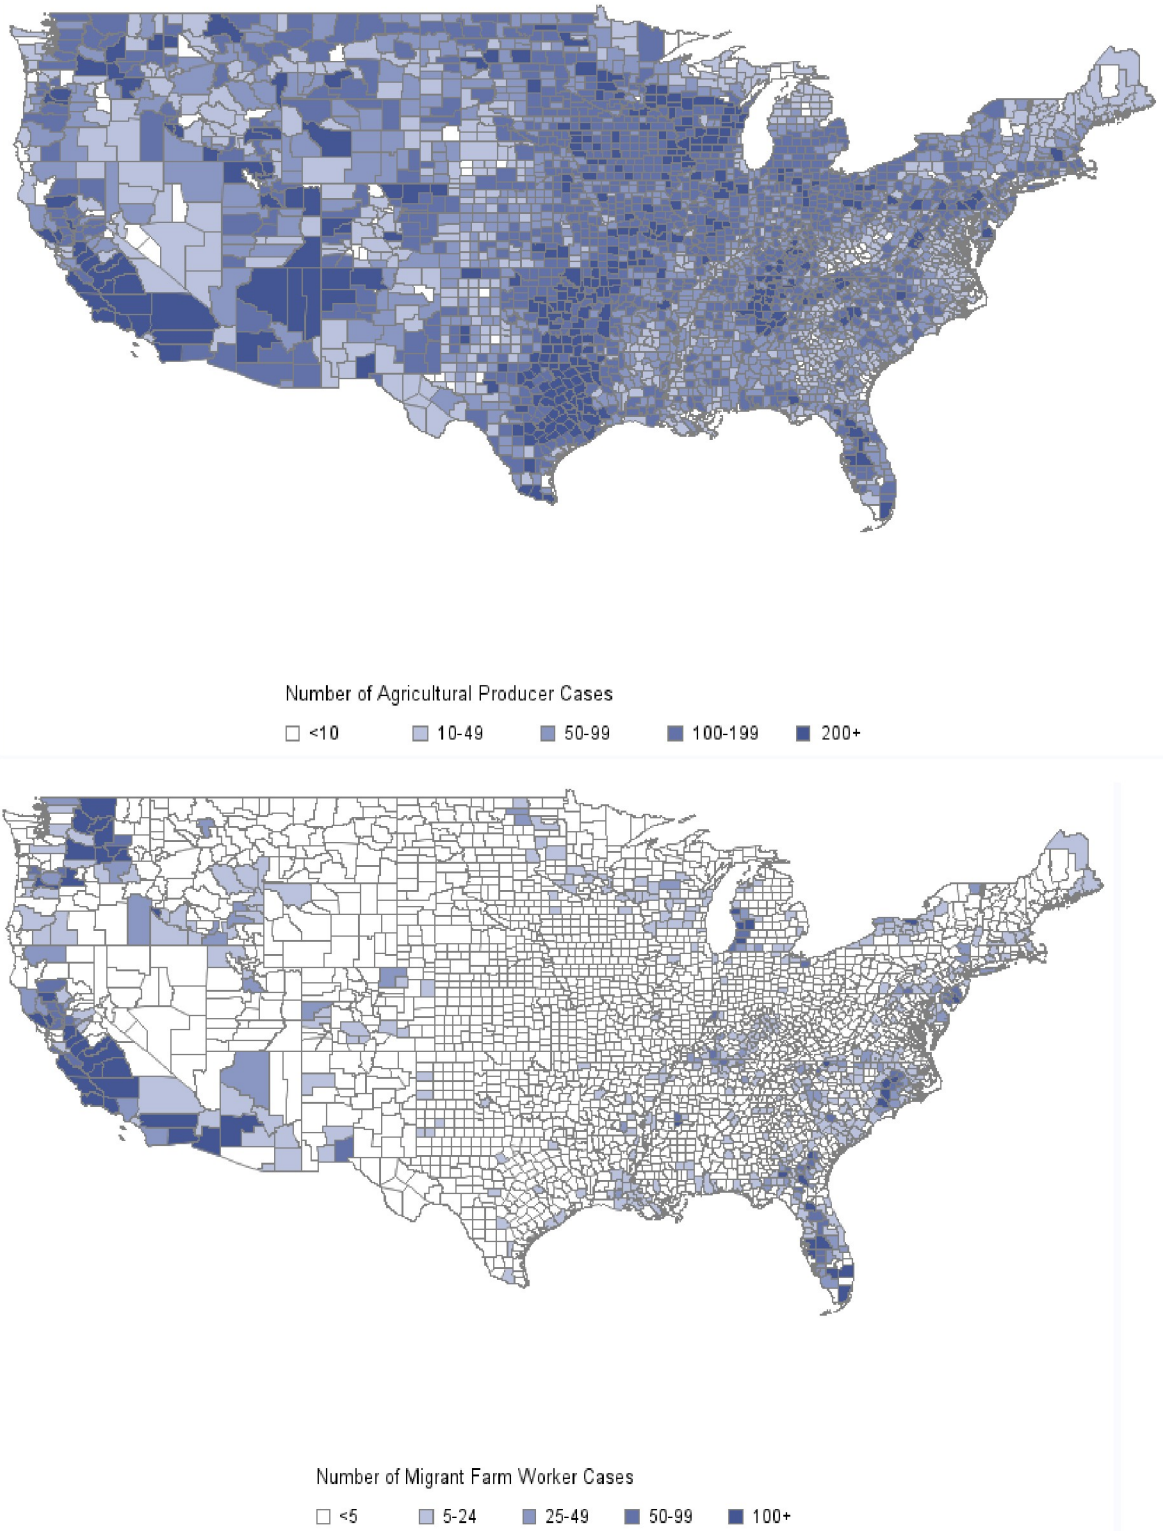 Number of Agricultural Producer Cases
<10 10-49 50-99 100-199 200+
Number of Migrant Farm Worker Cases
<5 5-24 25-49 50-99 100+